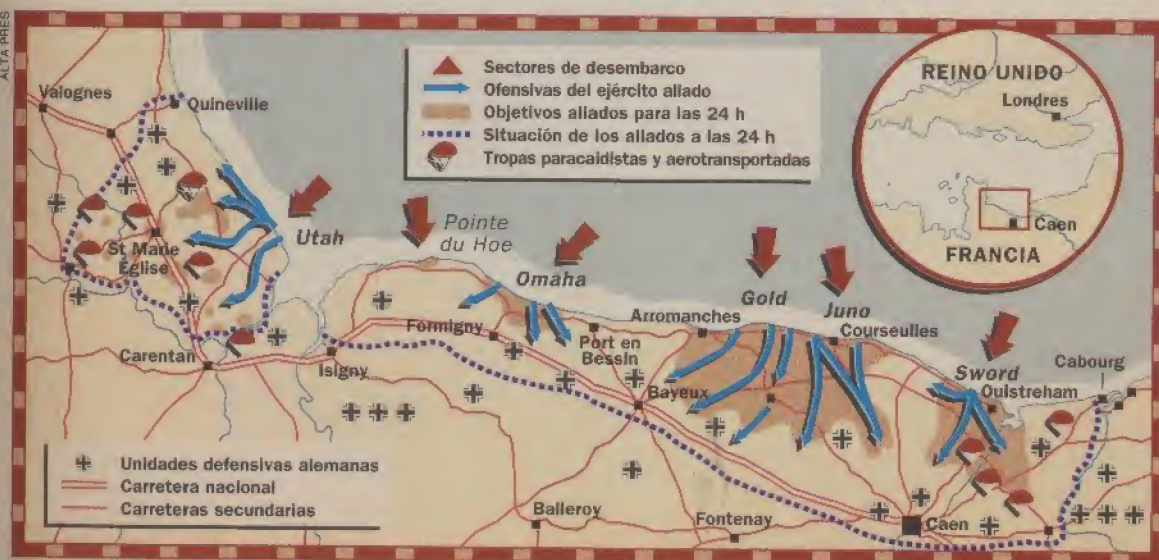 ALTA PRES
Sectores de desembarco
Ofensivas del ejército aliado
Objetivos aliados para las 24 h
Situación de los aliados a las 24 h
Tropas paracaidistas y aerotransportadas
REINO UNIDO
Londres
Caen
FRANCIA
Valognes
Quineville
St Marie
Église
Utah
Pointe
du Hoe
Omaha
Gold
Juno
Arromanches
Courseulles
Sword
Ouistreham
Cabourg
Formigny
Port en
Bessin
Carentan
Isigny
Bayeux
Unidades defensivas alemanas
Carretera nacional
Carreteras secundarias
Balleroy
Fontenay
Caen